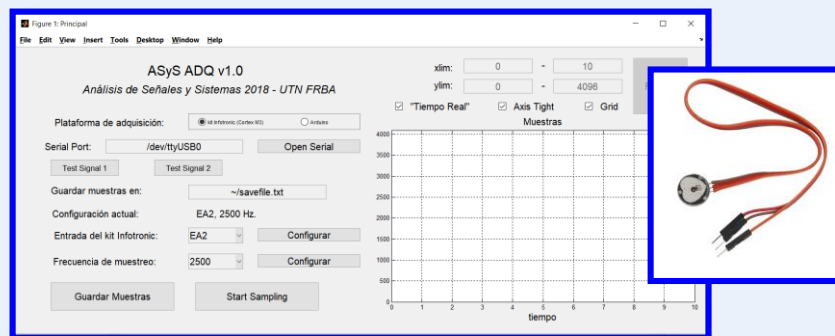 Figure 1: Principal
File Edit View Insert Tools Desktop Window Help
ASyS ADQ v1.0
Análisis de Señales y Sistemas 2018 - UTN FRBA
Plataforma de adquisición:
kit Infotronic (Cortex M3)
Arduino
Serial Port:
/dev/ttyUSB0
Open Serial
Test Signal 1
Test Signal 2
Guardar muestras en:
~/savefile.txt
Configuración actual:
EA2, 2500 Hz.
Entrada del kit Infotronic:
EA2
Configurar
Frecuencia de muestreo:
2500
Configurar
Guardar Muestras
Start Sampling
xlim:
0 - 10
ylim:
0 - 4096
"Tiempo Real"
Axis Tight
Grid
Muestras
4000
3500
3000
2500
2000
1500
1000
500
0
0 1 2 3 4 5 6 7 8 9 10
tiempo